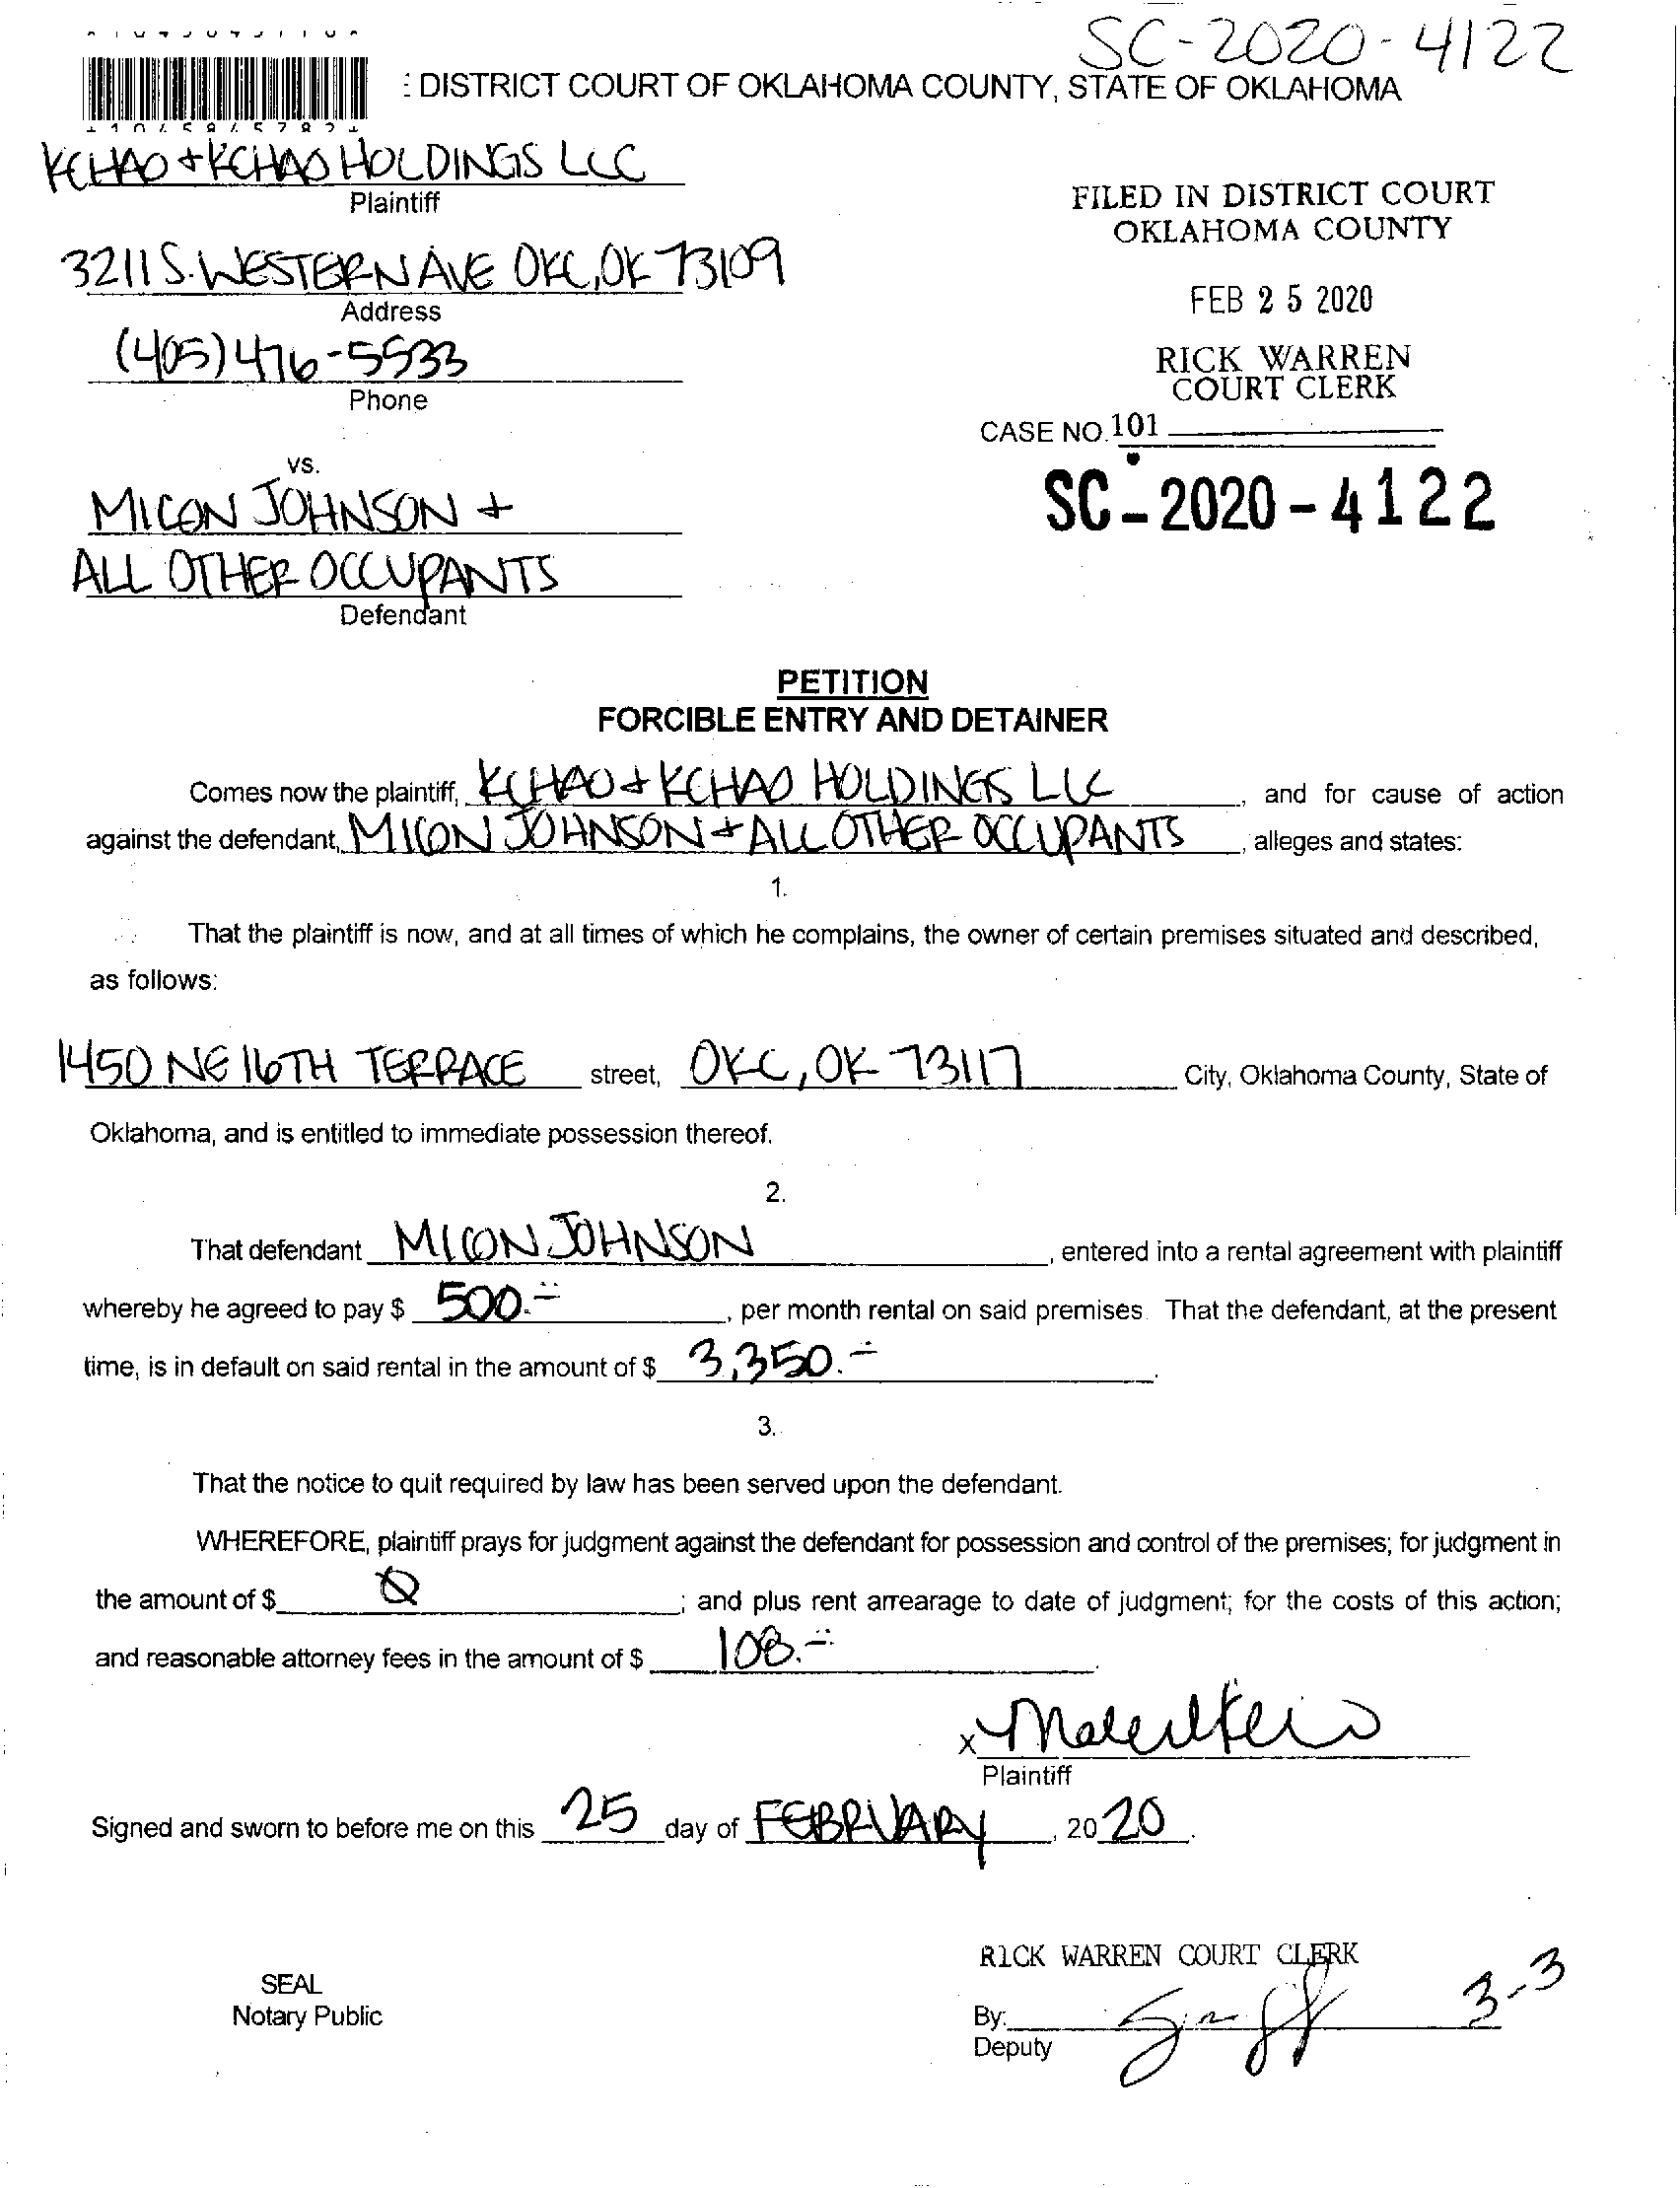 SC-2020-4122
: DISTRICT COURT OF OKLAHOMA COUNTY, STATE OF OKLAHOMA
KCHAO + KCHAO HOLDINGS LLC
Plaintiff
FILED IN DISTRICT COURT
OKLAHOMA COUNTY
3211 S. WESTERN AVE OKC, OK 73109
Address
FEB 2 5 2020
(405) 476-5533
Phone
RICK WARREN
COURT CLERK
CASE NO. 101
vs.
SC-2020-4122
MICON JOHNSON +
ALL OTHER OCCUPANTS
Defendant
PETITION
FORCIBLE ENTRY AND DETAINER
Comes now the plaintiff, KCHAO + KCHAO HOLDINGS LLC, and for cause of action
against the defendant, MICON JOHNSON + ALL OTHER OCCUPANTS, alleges and states:
1.
That the plaintiff is now, and at all times of which he complains, the owner of certain premises situated and described,
as follows:
1450 NE 16TH TERRACE street, OKC, OK 73117 City, Oklahoma County, State of
Oklahoma, and is entitled to immediate possession thereof.
2.
That defendant MICON JOHNSON, entered into a rental agreement with plaintiff
whereby he agreed to pay $ 500.-, per month rental on said premises. That the defendant, at the present
time, is in default on said rental in the amount of $ 3,350.-.
3.
That the notice to quit required by law has been served upon the defendant.
WHEREFORE, plaintiff prays for judgment against the defendant for possession and control of the premises; for judgment in
the amount of $ 0; and plus rent arrearage to date of judgment; for the costs of this action;
and reasonable attorney fees in the amount of $ 108.-.
x
Plaintiff
Signed and sworn to before me on this 25 day of FEBRUARY, 2020.
RICK WARREN COURT CLERK
SEAL
Notary Public
By:
Deputy
3-3